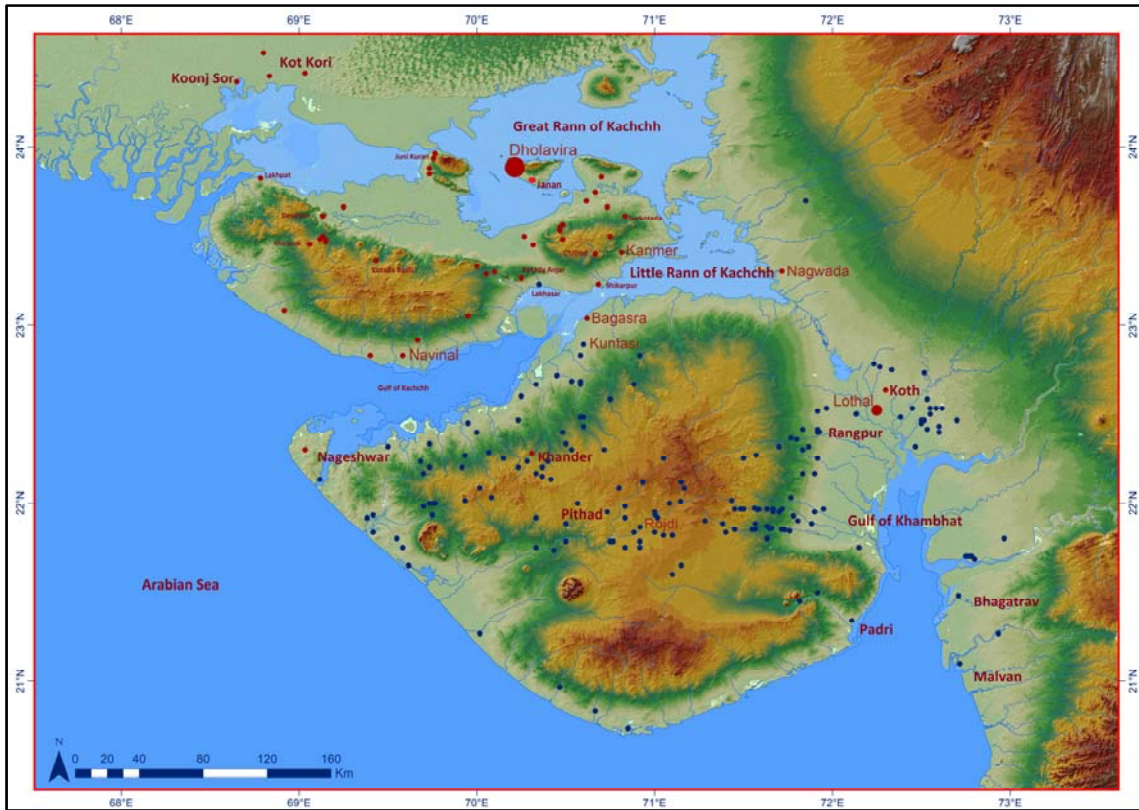 68°E 69°E 70°E 71°E 72°E 73°E
Kot Kori
Koonj Sor
Great Rann of Kachchh
24°N
24°N
Dholavira
Juni Kuran
Janan
Lakhpat
Kanmer
Little Rann of Kachchh
Nagwada
Lakhasar
Shikarpur
23°N
23°N
Bagasra
Kuntasi
Navinal
Gulf of Kachchh
Koth
Lothal
Rangpur
Nageshwar
Khander
22°N
22°N
Pithad
Rojdi
Gulf of Khambhat
Arabian Sea
Bhagatrav
Padri
Malvan
21°N
21°N
N
0 20 40 80 120 160
Km
68°E 69°E 70°E 71°E 72°E 73°E